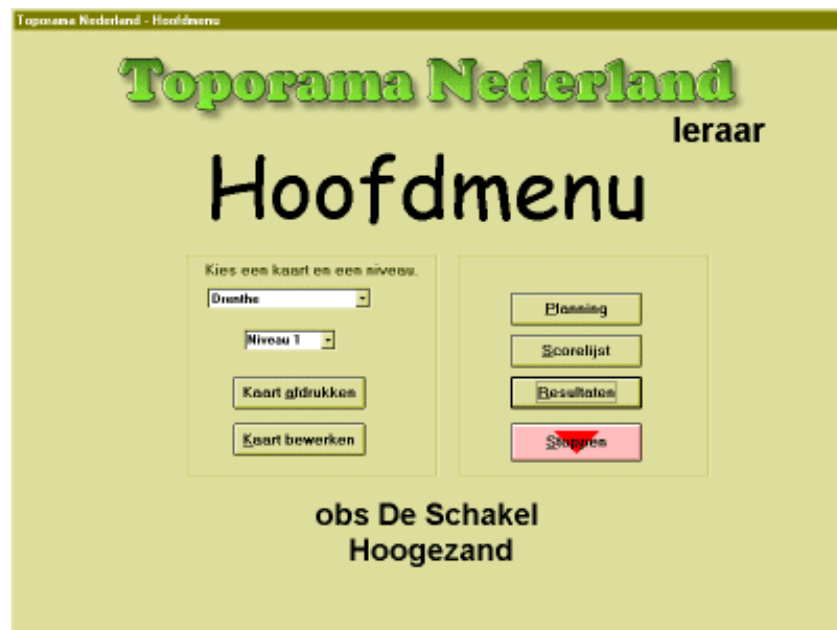 Toporama Nederland - Hoofdmenu
Toporama Nederland
leraar
Hoofdmenu
Kies een kaart en een niveau.
Drenthe
Niveau 1
Kaart afdrukken
Kaart bewerken
Planning
Scorelijst
Resultaten
Stoppen
obs De Schakel
Hoogezand